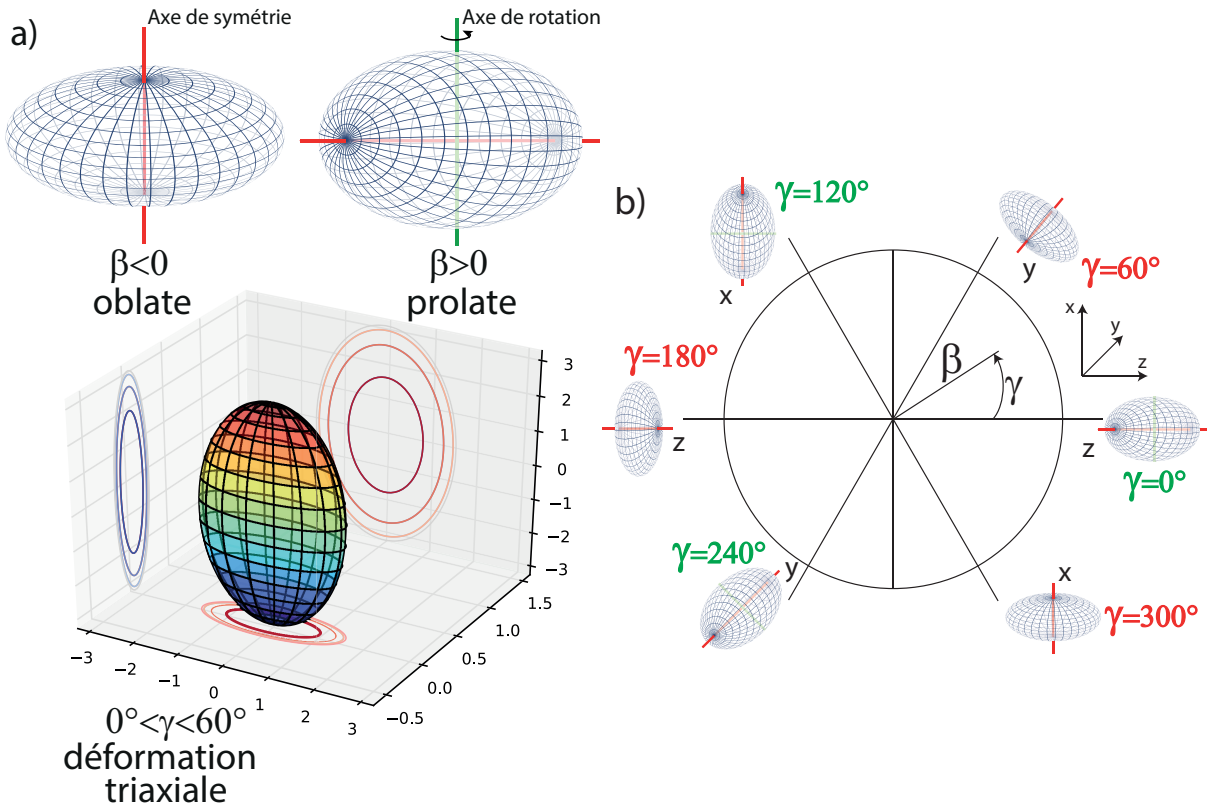 a)
Axe de symétrie
Axe de rotation
β<0
oblate
β>0
prolate
3
2
1
0
−1
−2
−3
1.5
1.0
0.5
0.0
−0.5
−3
−2
−1
0
1
2
3
0°<γ<60°
déformation
triaxiale
b)
γ=120°
x
y
γ=60°
x
y
z
γ=180°
z
β
γ
z
γ=0°
γ=240°
y
x
γ=300°